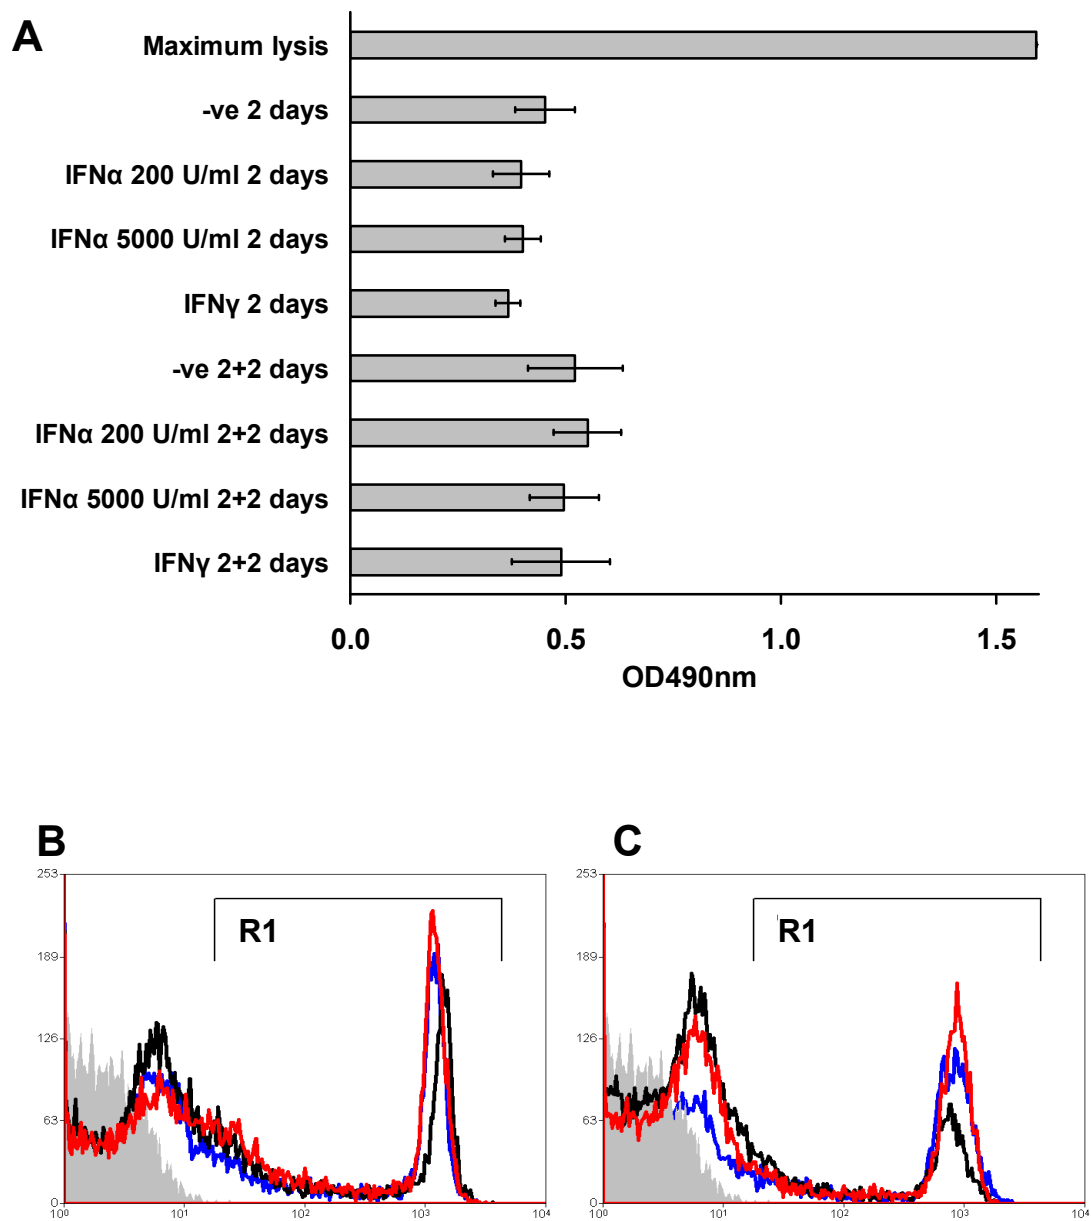 A
Maximum lysis
-ve 2 days
IFNα 200 U/ml 2 days
IFNα 5000 U/ml 2 days
IFNγ 2 days
-ve 2+2 days
IFNα 200 U/ml 2+2 days
IFNα 5000 U/ml 2+2 days
IFNγ 2+2 days
0.0 0.5 1.0 1.5
OD490nm
B
253
R1
189
126
63
0
10⁰ 10¹ 10² 10³ 10⁴
C
253
R1
189
126
63
0
10⁰ 10¹ 10² 10³ 10⁴